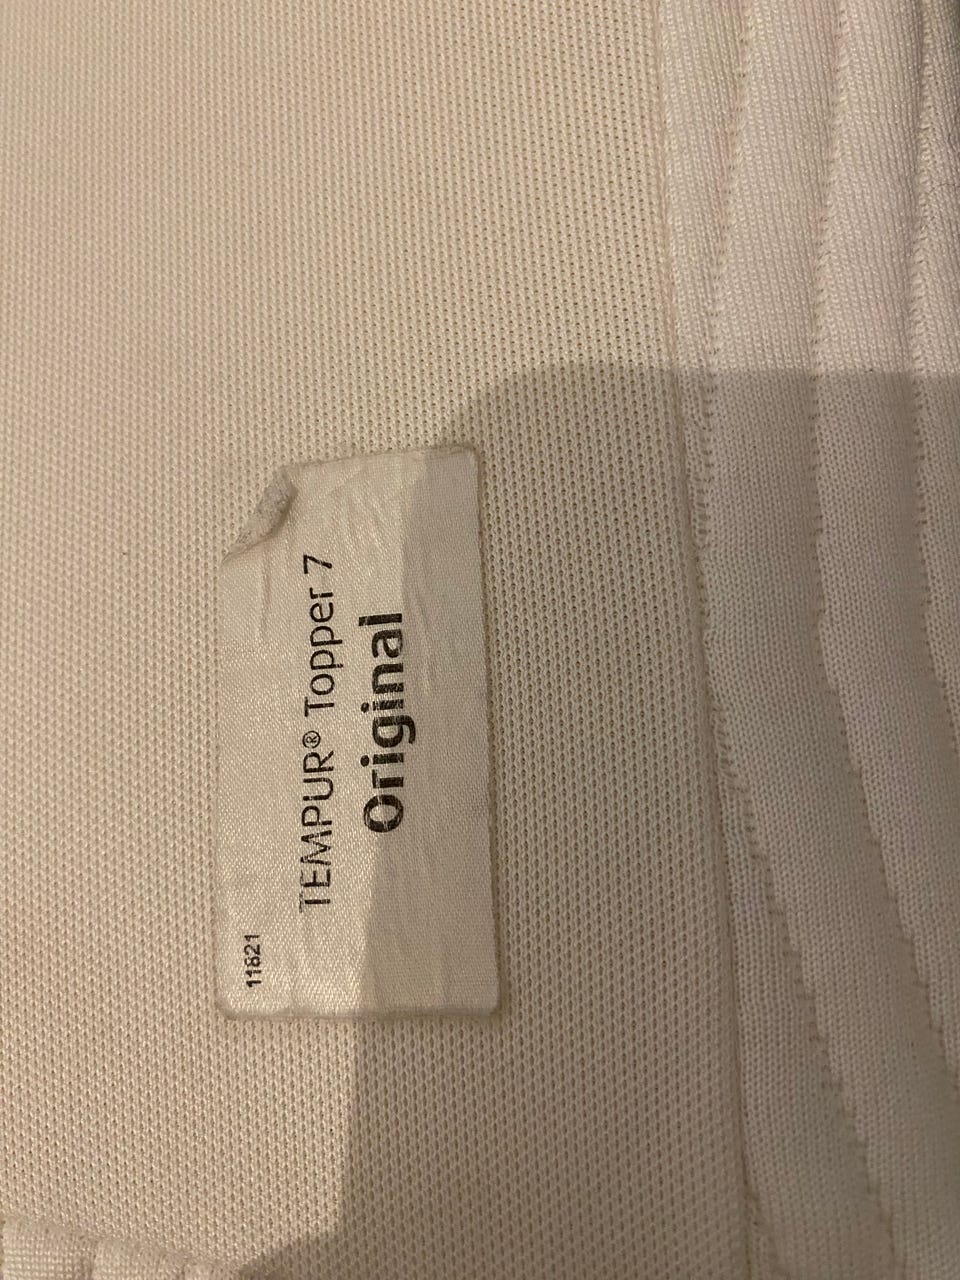 11821
TEMPUR® Topper 7
Original